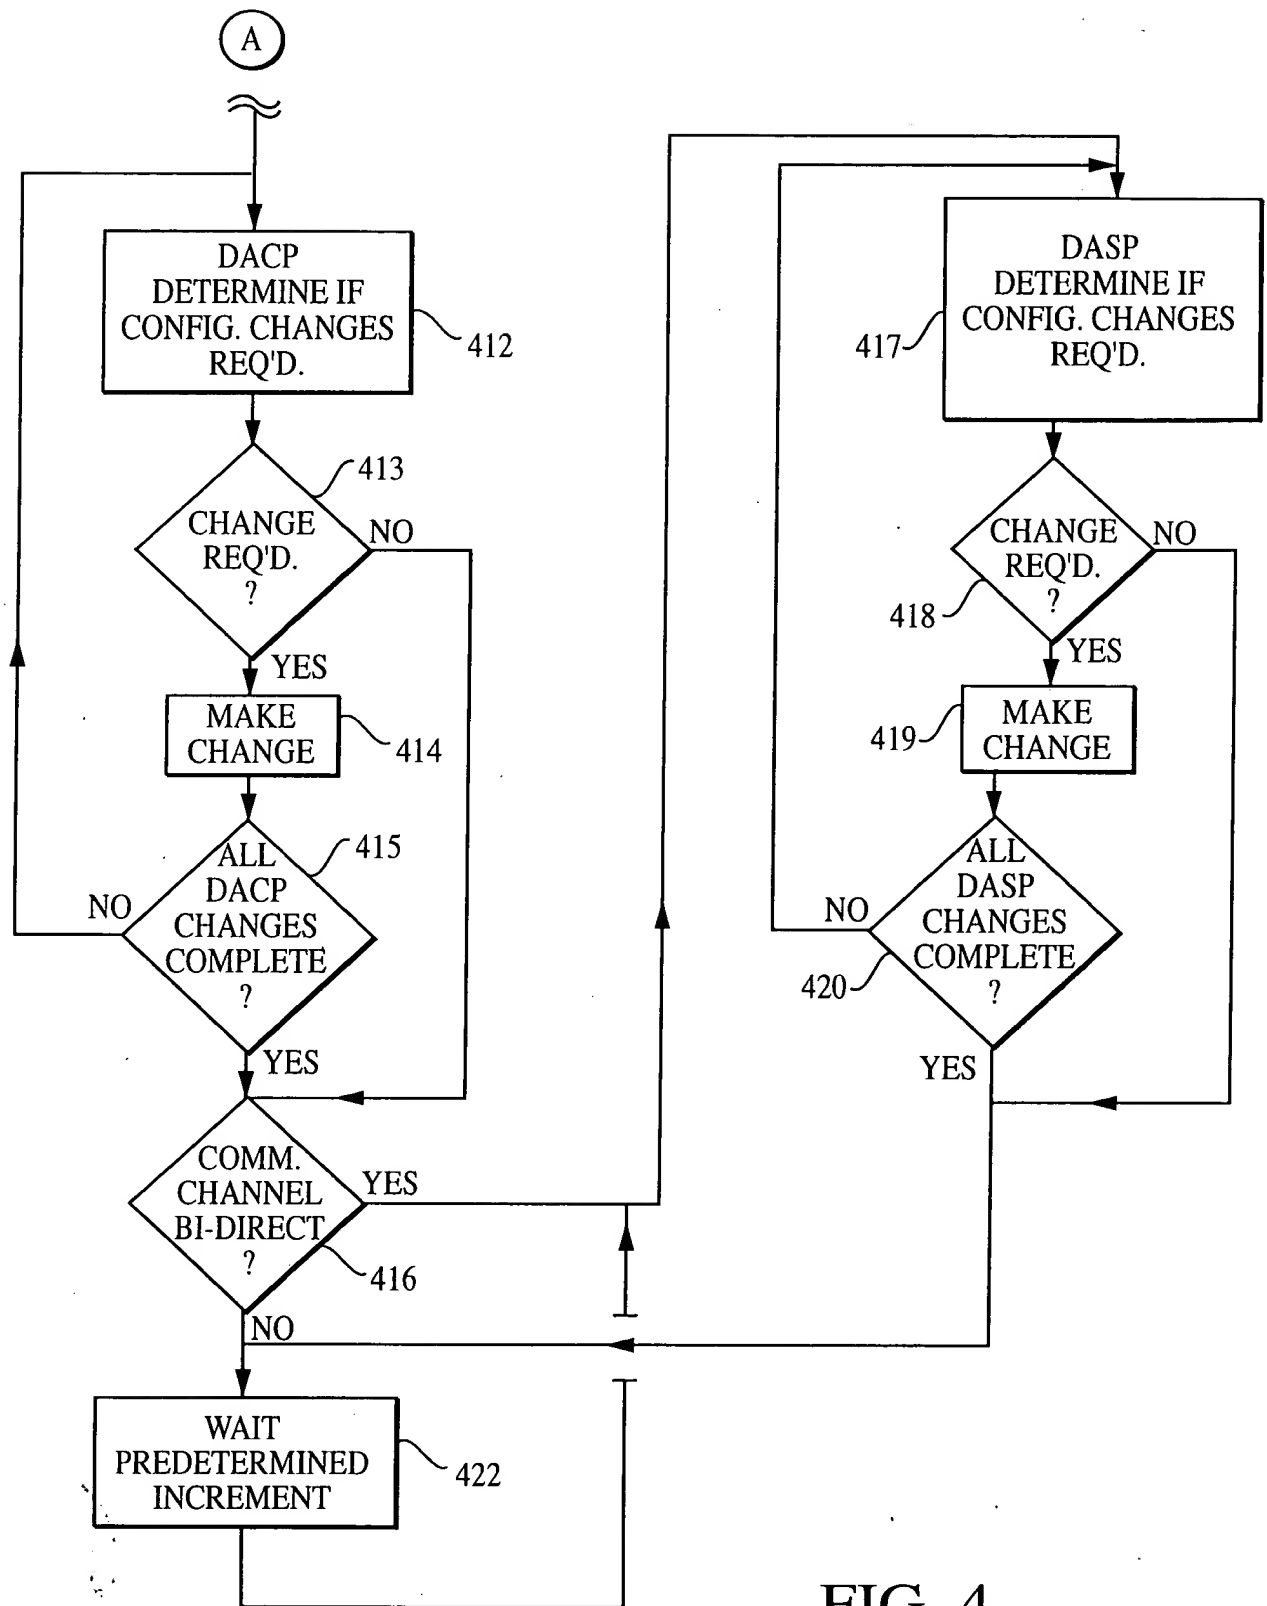 A
DACP
DETERMINE IF
CONFIG. CHANGES
REQ'D.
412
413
CHANGE
REQ'D.
?
NO
YES
MAKE
CHANGE
414
415
ALL
DACP
CHANGES
COMPLETE
?
NO
YES
COMM.
CHANNEL
BI-DIRECT
?
YES
416
NO
WAIT
PREDETERMINED
INCREMENT
422
DASP
DETERMINE IF
CONFIG. CHANGES
REQ'D.
417
CHANGE
REQ'D.
?
NO
418
YES
MAKE
CHANGE
419
ALL
DASP
CHANGES
COMPLETE
?
NO
420
YES
FIG. 4